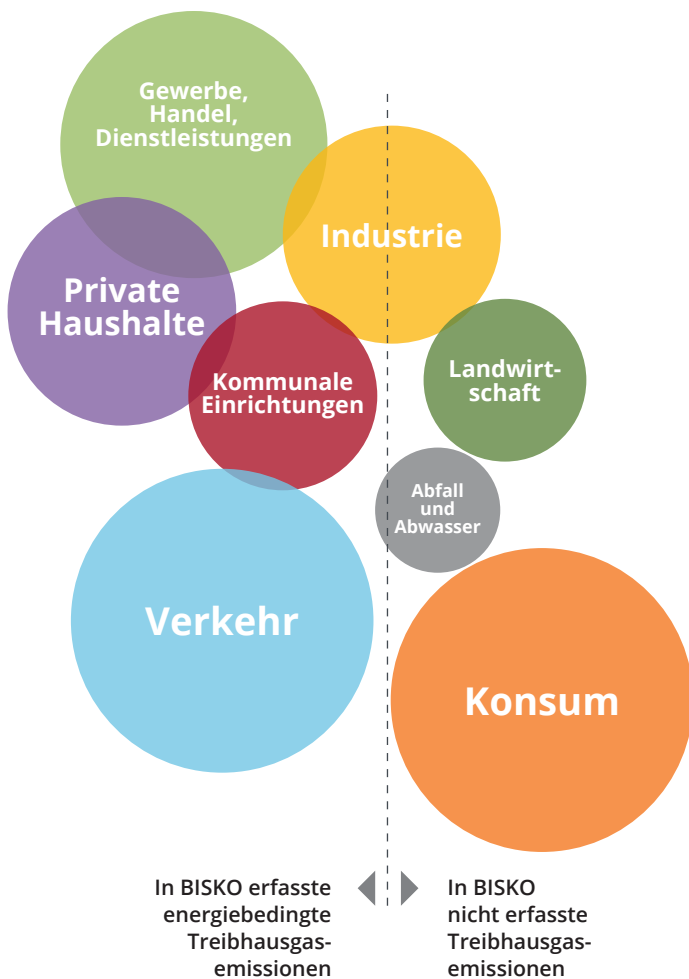 Gewerbe,
Handel,
Dienstleistungen
Industrie
Private
Haushalte
Landwirt-
schaft
Kommunale
Einrichtungen
Abfall
und
Abwasser
Verkehr
Konsum
In BISKO erfasste
energiebedingte
Treibhausgas-
emissionen
In BISKO
nicht erfasste
Treibhausgas-
emissionen